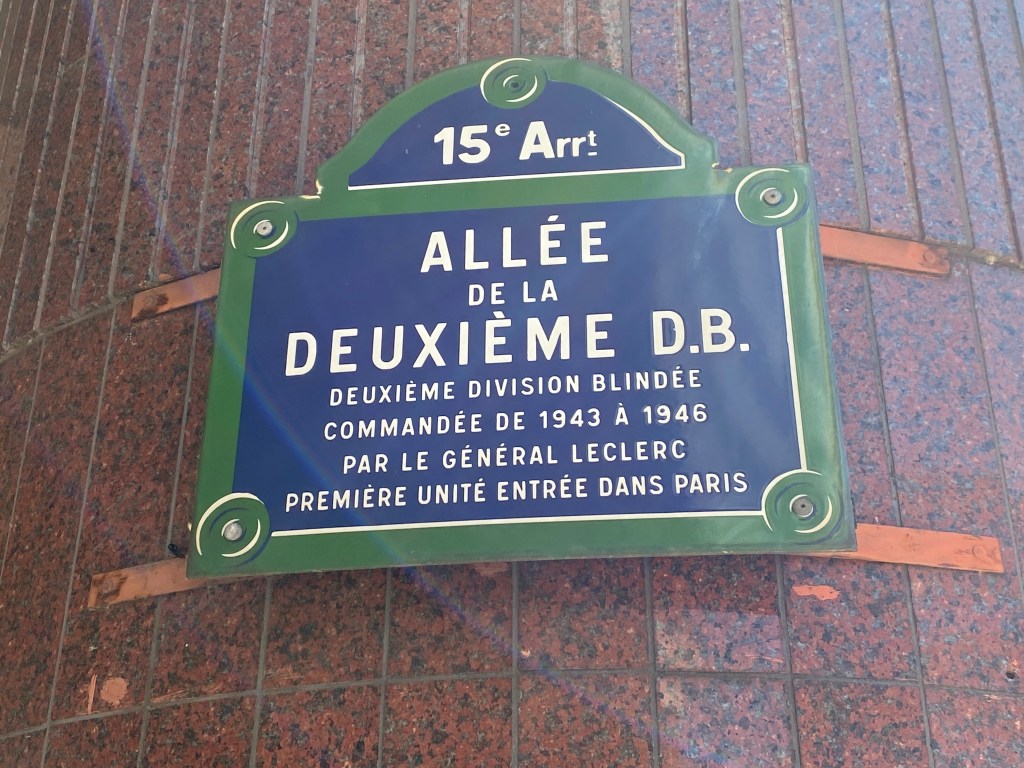 15e Arrt
ALLÉE
DE LA
DEUXIÈME D.B.
DEUXIÈME DIVISION BLINDÉE
COMMANDÉE DE 1943 À 1946
PAR LE GÉNÉRAL LECLERC
PREMIÈRE UNITÉ ENTRÉE DANS PARIS